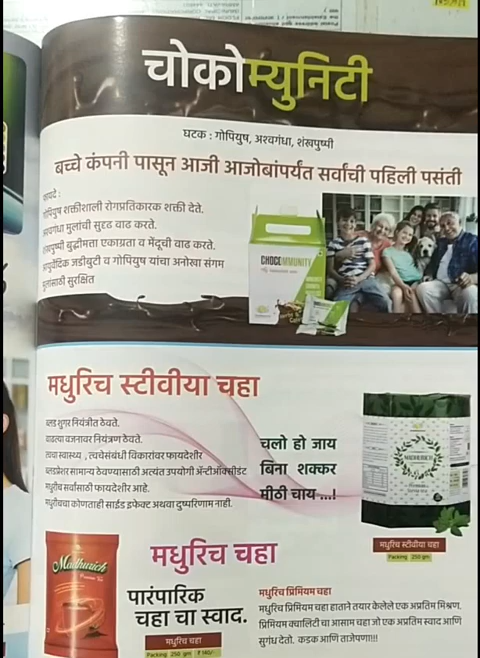 चोकोम्युनिटी
घटक : गोपियुष, अश्वगंधा, शंखपुष्पी
बच्चे कंपनी पासून आजी आजोबांपर्यंत सर्वांची पहिली पसंती
फायदे :
गोपियुष शक्तीशाली रोगप्रतिकारक शक्ती देते.
अश्वगंधा मुलांची सुदृढ वाढ करते.
शंखपुष्पी बुद्धीमत्ता एकाग्रता व मेंदूची वाढ करते.
आयुर्वेदिक जडीबुटी व गोपियुष यांचा अनोखा संगम
मुलांसाठी सुरक्षित
CHOCOMMUNITY
मधुरिच स्टीवीया चहा
ब्लड शुगर नियंत्रीत ठेवते.
वाढत्या वजनावर नियंत्रण ठेवते.
त्वचा स्वास्थ्य , त्वचेसंबंधी विकारांवर फायदेशीर
ब्लडप्रेशर सामान्य ठेवण्यासाठी अत्यंत उपयोगी ॲन्टीऑक्सीडंट
मधुरीच सर्वांसाठी फायदेशीर आहे.
मधुरीचचा कोणताही साईड इफेक्ट अथवा दुष्परिणाम नाही.
चलो हो जाय
बिना शक्कर
मीठी चाय ...!
MADHURICH
मधुरिच स्टीवीया चहा
Packing 250 gm
Madhurich
Premium Tea
मधुरिच चहा
पारंपारिक
चहा चा स्वाद.
मधुरिच चहा
Packing 250 gm ₹ 140/-
मधुरिच प्रिमियम चहा
मधुरिच प्रिमियम चहा हाताने तयार केलेले एक अप्रतिम मिश्रण.
प्रिमियम क्वालिटी चा आसाम चहा जो एक अप्रतिम स्वाद आणि
सुगंध देतो. कडक आणि ताजेपणा!!!